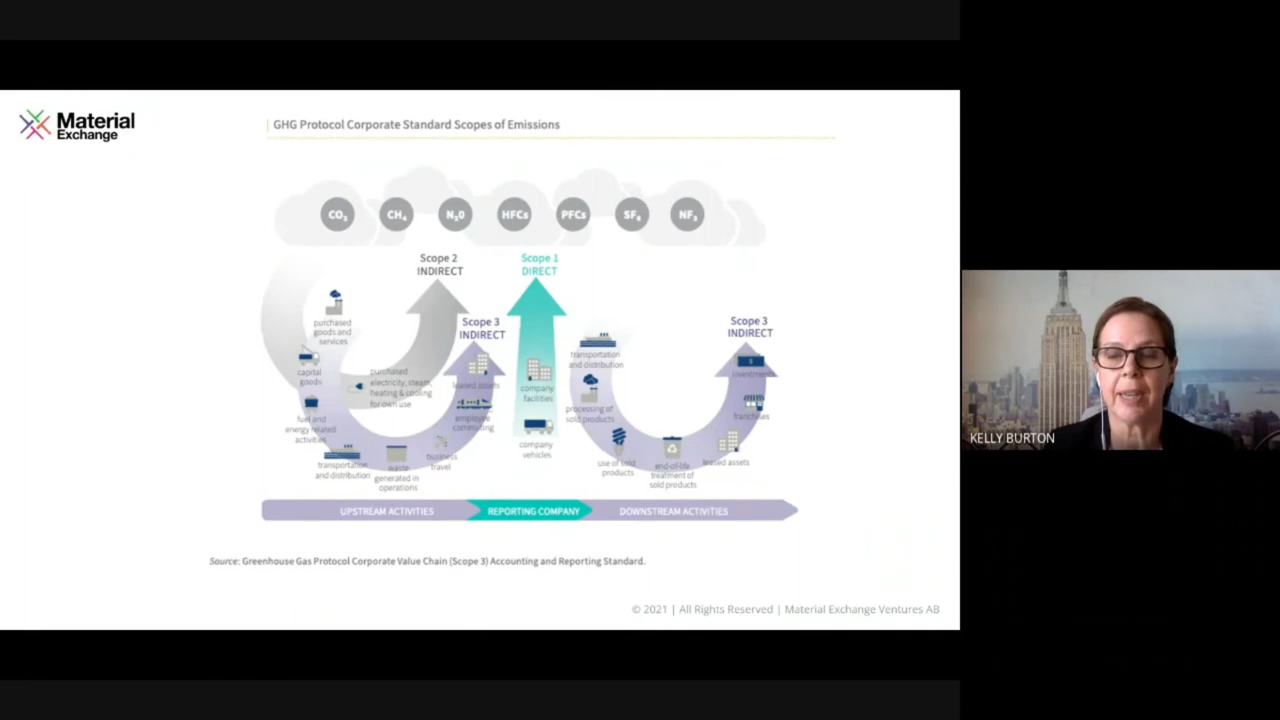 Material
Exchange
GHG Protocol Corporate Standard Scopes of Emissions
CO₂
CH₄
N₂0
HFCs
PFCs
SF₆
NF₃
Scope 2
INDIRECT
Scope 1
DIRECT
Scope 3
INDIRECT
Scope 3
INDIRECT
purchased
goods and
services
capital
goods
fuel and
energy related
activities
transportation
and distribution
waste
generated in
operations
business
travel
purchased
electricity, steam,
heating & cooling
for own use
leased assets
employee
commuting
company
facilities
company
vehicles
transportation
and distribution
processing of
sold products
use of sold
products
end-of-life
treatment of
sold products
leased assets
franchises
investments
UPSTREAM ACTIVITIES
REPORTING COMPANY
DOWNSTREAM ACTIVITIES
Source: Greenhouse Gas Protocol Corporate Value Chain (Scope 3) Accounting and Reporting Standard.
© 2021 | All Rights Reserved | Material Exchange Ventures AB
KELLY BURTON